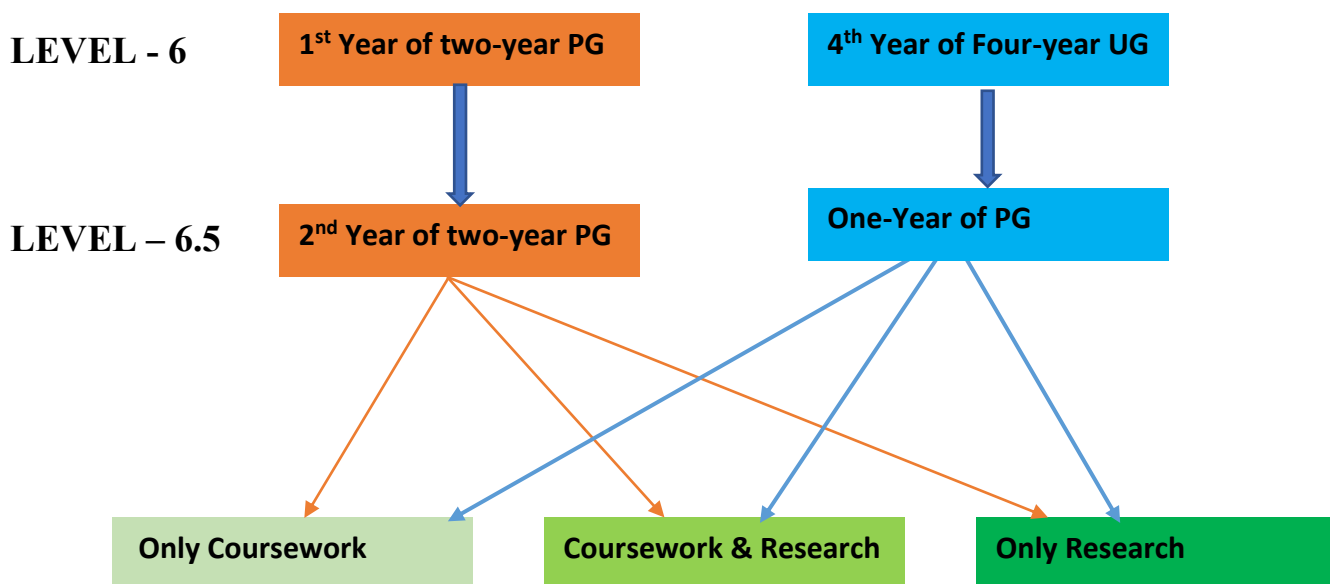 LEVEL - 6
1st Year of two-year PG
4th Year of Four-year UG
LEVEL – 6.5
2nd Year of two-year PG
One-Year of PG
Only Coursework
Coursework & Research
Only Research